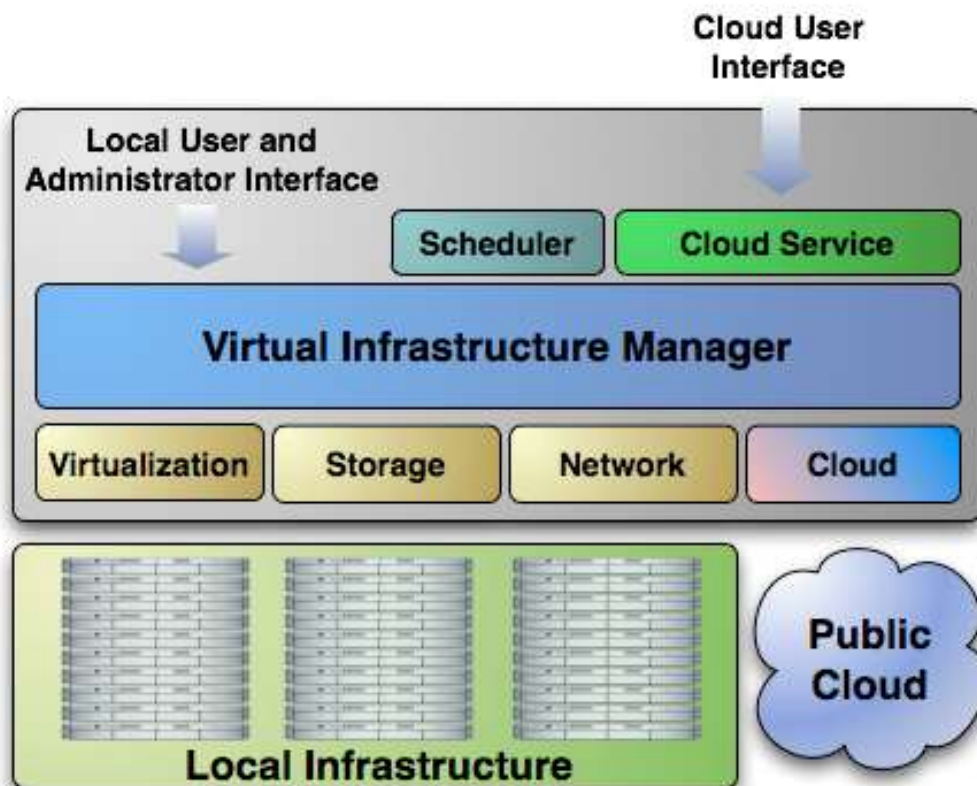 Cloud User
Interface
Local User and
Administrator Interface
Scheduler
Cloud Service
Virtual Infrastructure Manager
Virtualization
Storage
Network
Cloud
Public
Cloud
Local Infrastructure